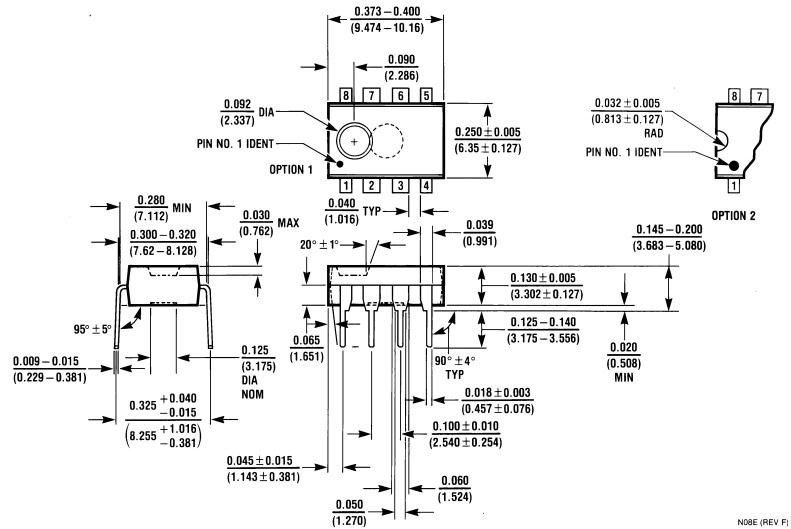 0.373 – 0.400
(9.474 – 10.16)
0.090
(2.286)
8 7 6 5
0.092 DIA
(2.337)
PIN NO. 1 IDENT
OPTION 1
1 2 3 4
0.250 ± 0.005
(6.35 ± 0.127)
8 7
0.032 ± 0.005
(0.813 ± 0.127)
RAD
PIN NO. 1 IDENT
1
OPTION 2
0.280 MIN
(7.112)
0.300 – 0.320
(7.62 – 8.128)
0.030 MAX
(0.762)
0.040 TYP
(1.016)
0.039
(0.991)
0.145 – 0.200
(3.683 – 5.080)
20° ± 1°
0.130 ± 0.005
(3.302 ± 0.127)
95° ± 5°
0.009 – 0.015
(0.229 – 0.381)
0.125
(3.175)
DIA
NOM
0.065
(1.651)
90° ± 4°
TYP
0.125 – 0.140
(3.175 – 3.556)
0.020
(0.508)
MIN
0.325 +0.040
-0.015
(8.255 +1.016
-0.381)
0.018 ± 0.003
(0.457 ± 0.076)
0.100 ± 0.010
(2.540 ± 0.254)
0.045 ± 0.015
(1.143 ± 0.381)
0.060
(1.524)
0.050
(1.270)
N08E (REV F)